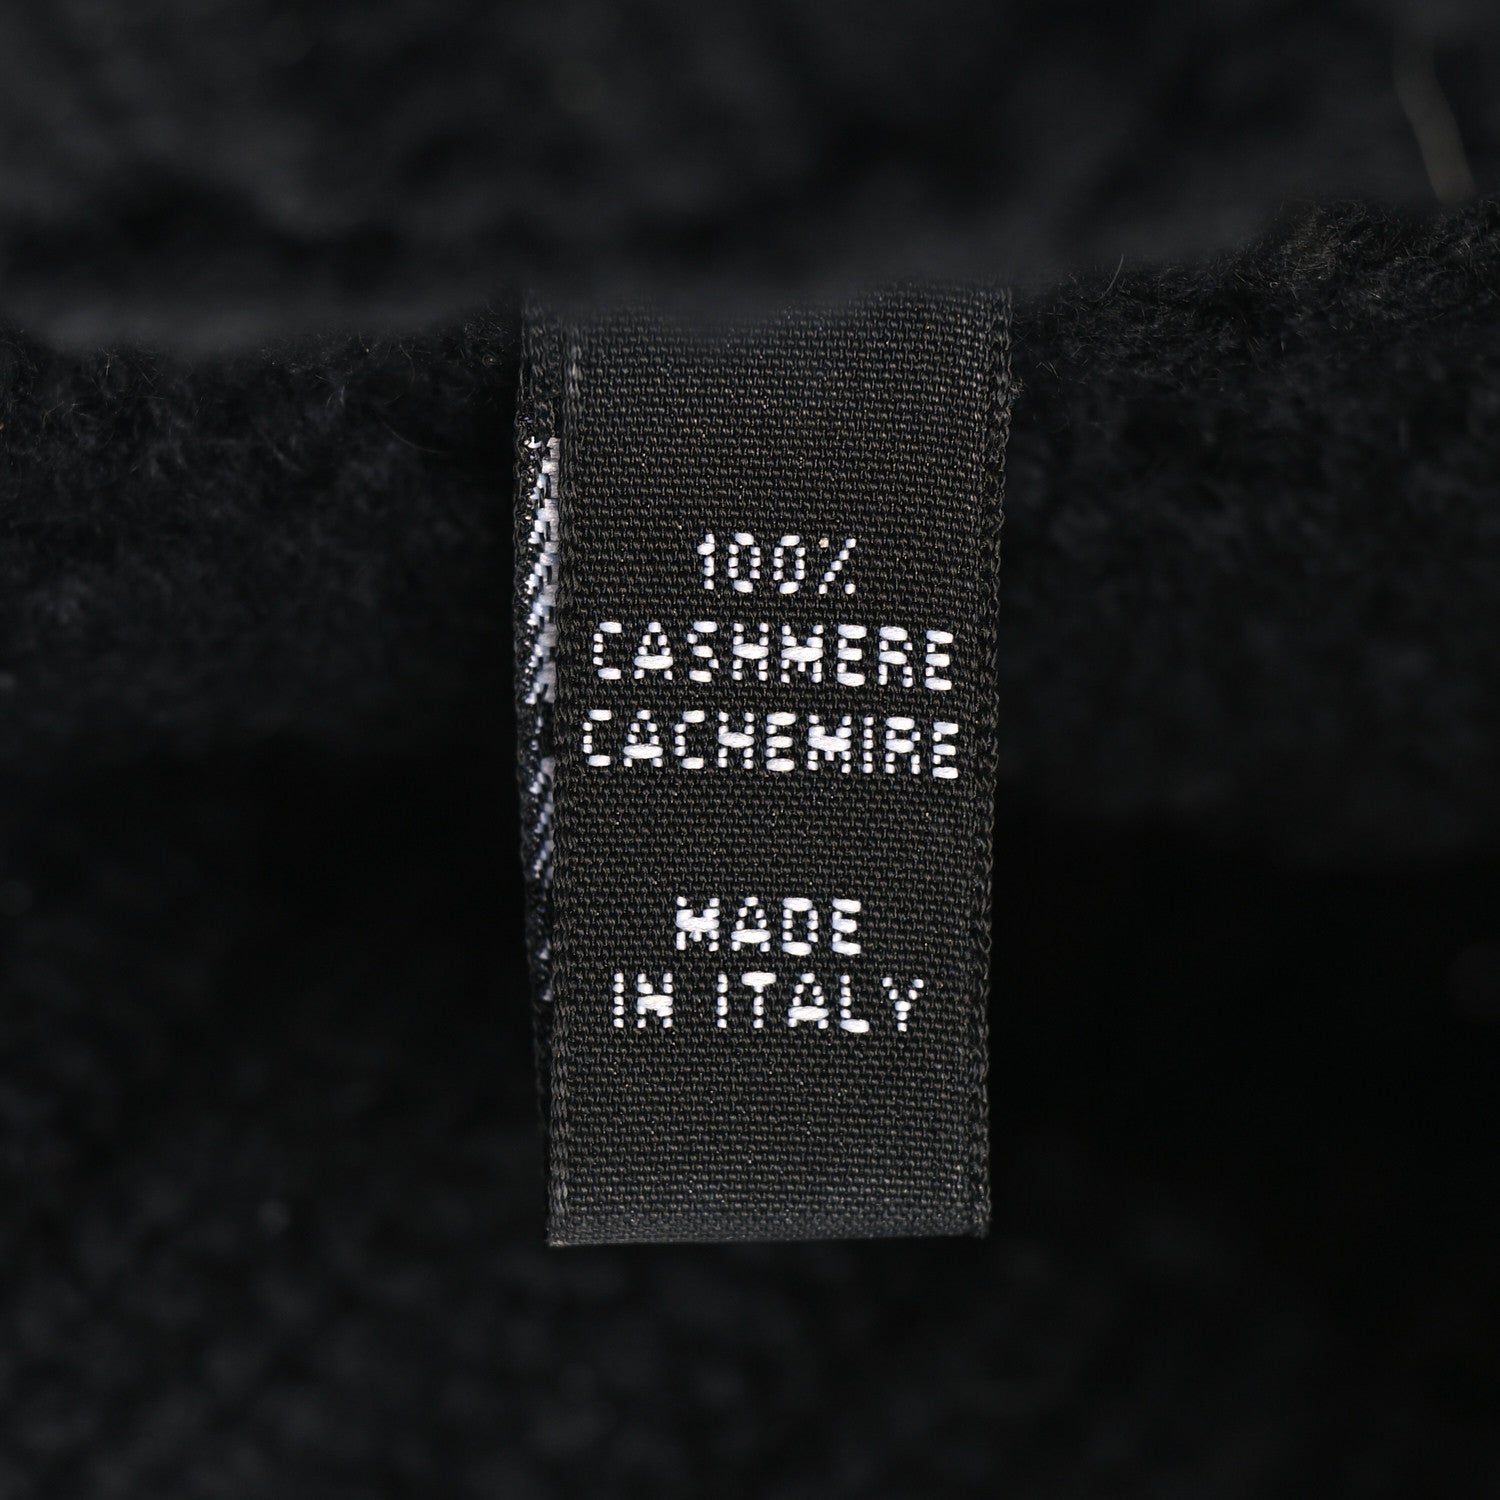 100%
CASHMERE
CACHEMIRE
MADE
IN ITALY